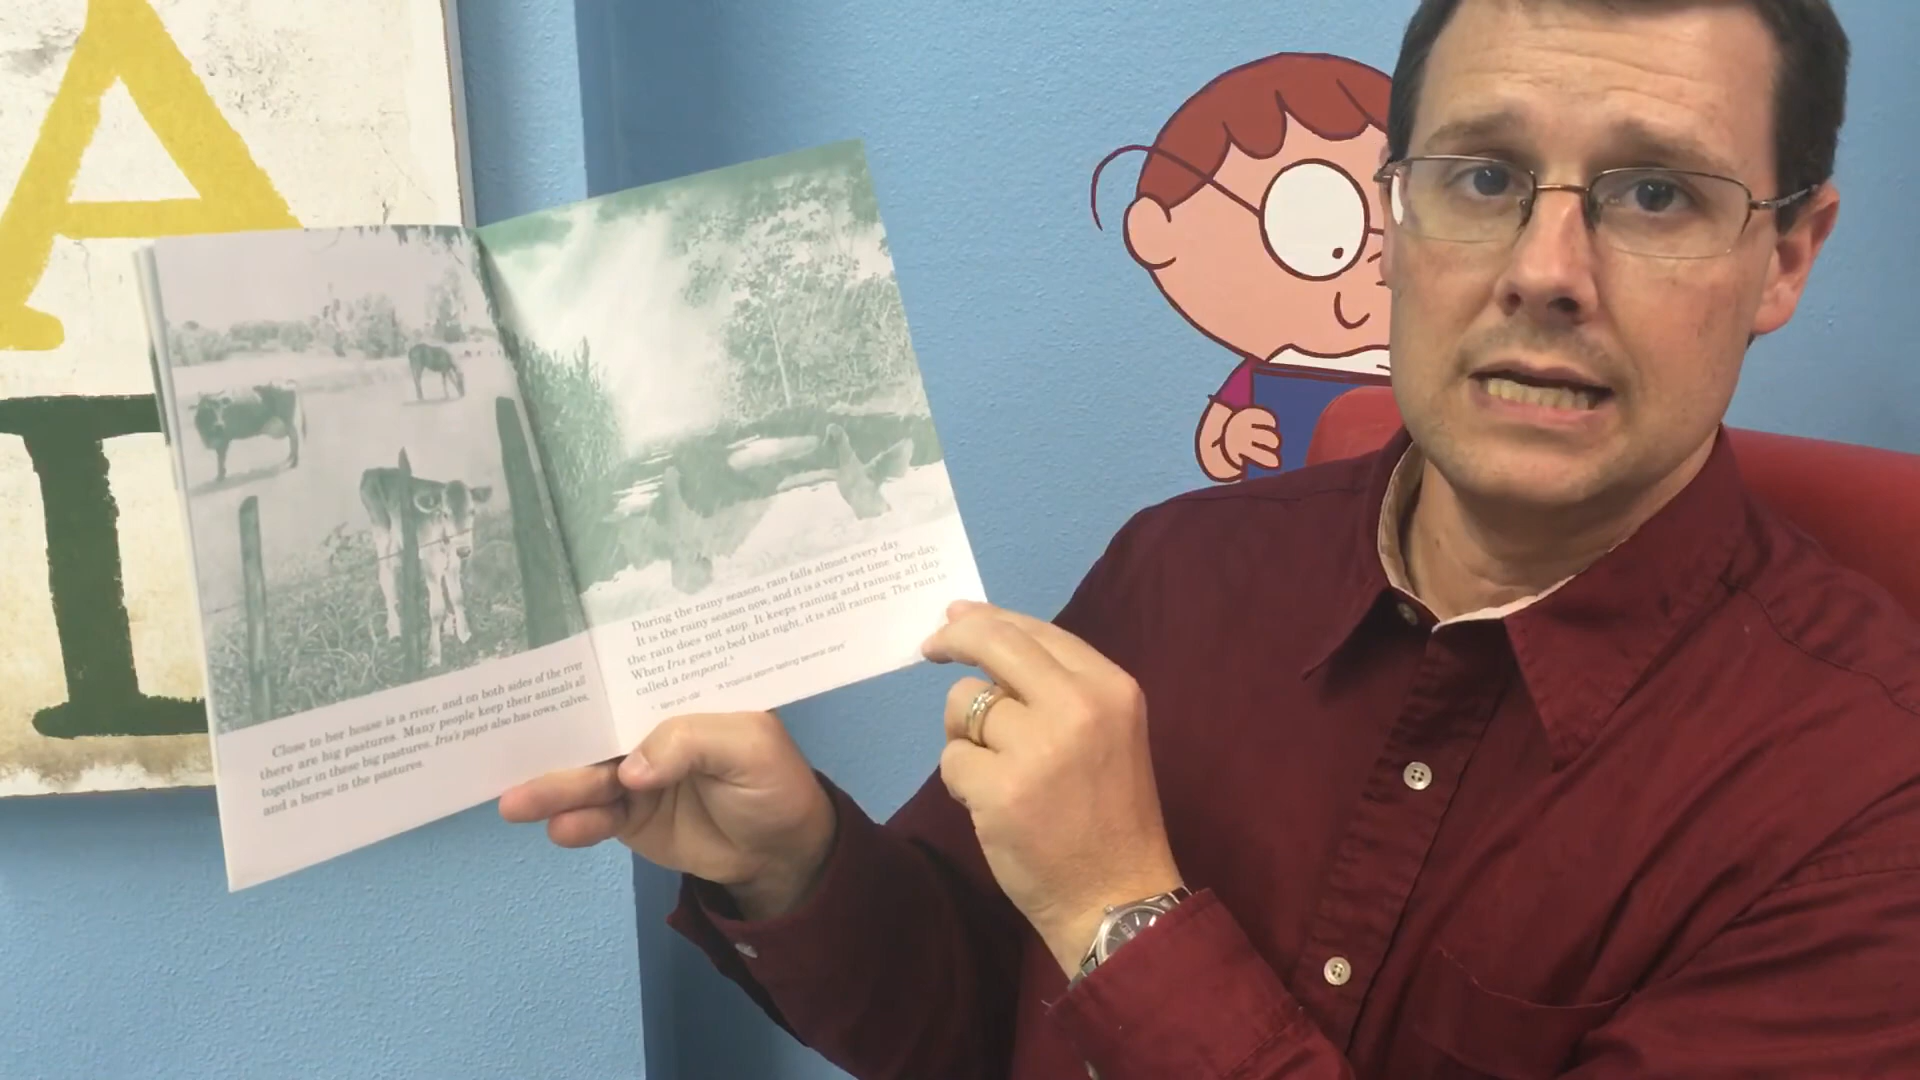 A
I
Close to her house is a river, and on both sides of the river
there are big pastures. Many people keep their animals all
together in these big pastures. Iris's papá also has cows, calves,
and a horse in the pastures.
During the rainy season, rain falls almost every day.
It is the rainy season now, and it is a very wet time. One day,
the rain does not stop. It keeps raining and raining all day.
When Iris goes to bed that night, it is still raining. The rain is
called a temporal.*
*A tropical storm lasting several days